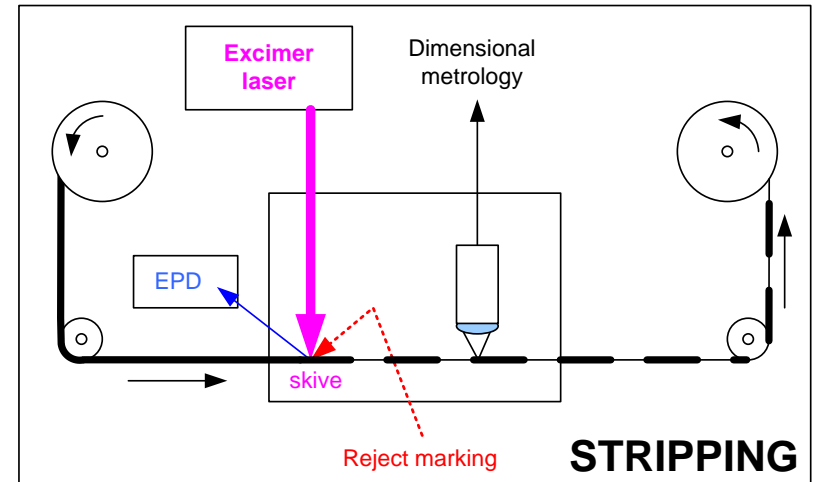 Excimer
laser
Dimensional
metrology
EPD
skive
Reject marking
STRIPPING